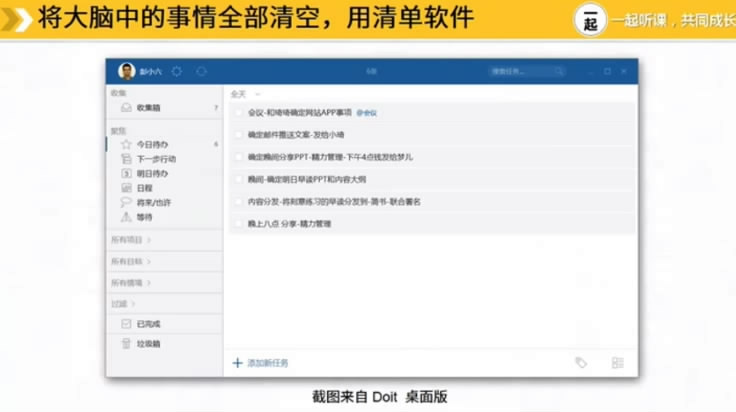 将大脑中的事情全部清空，用清单软件
一起
一起听课，共同成长
彭小六
搜索任务...
收集
收集箱 7
聚焦
今日待办 6
下一步行动
明日待办
日程
将来/也许
等待
所有项目
所有目标
所有情境
过滤
已完成
垃圾箱
全天
会议-和绮绮确定网站APP事项 @会议
确定邮件推送文案-发给小琦
确定晚间分享PPT-精力管理-下午4点钱发给梦儿
晚间-确定明日早读PPT和内容大纲
内容分发-将刻意练习的早读分发到-简书-联合署名
晚上八点 分享-精力管理
添加新任务
截图来自 Doit 桌面版